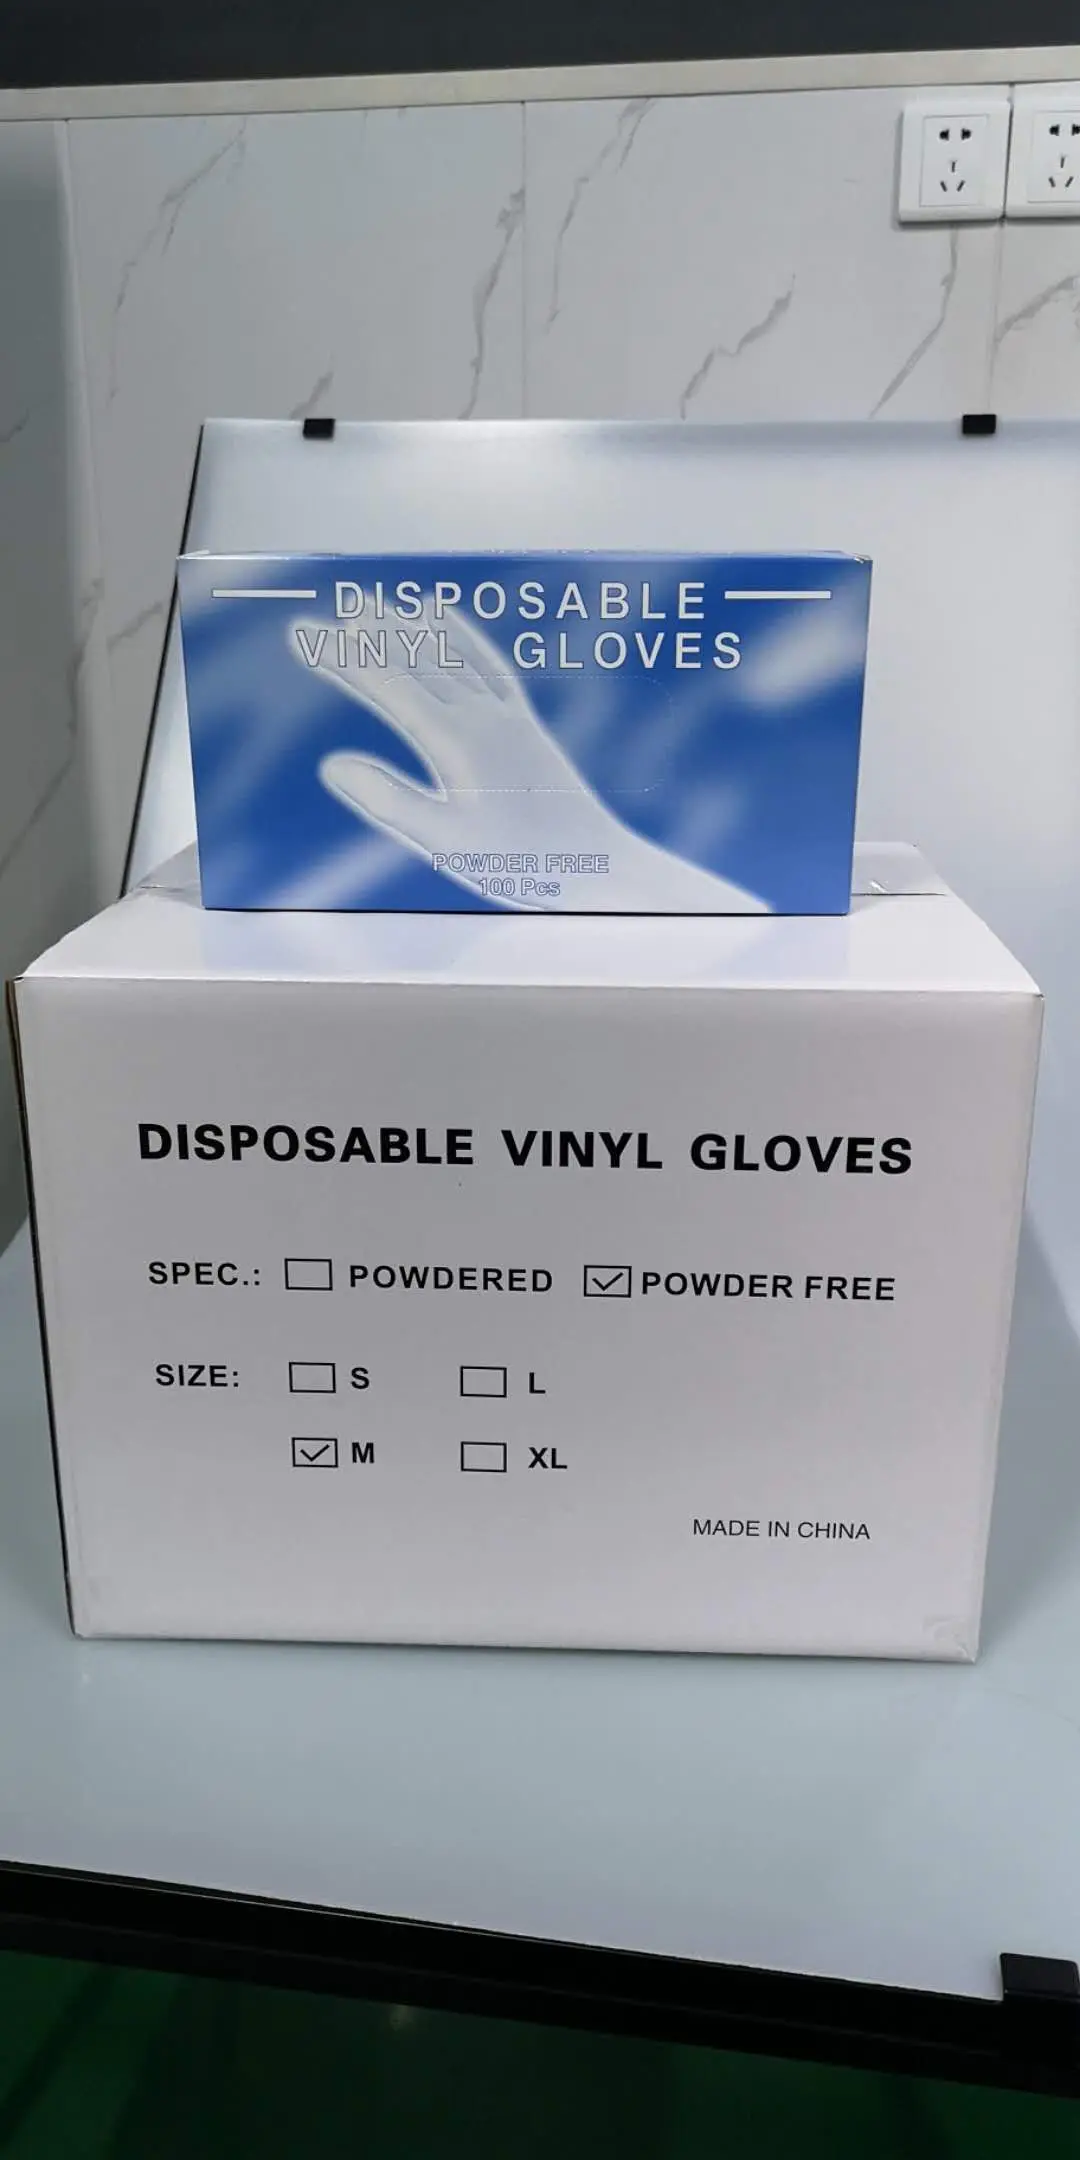 DISPOSABLE
VINYL GLOVES
POWDER FREE
100 Pcs
DISPOSABLE VINYL GLOVES
SPEC.: POWDERED POWDER FREE
SIZE: S L
M XL
MADE IN CHINA